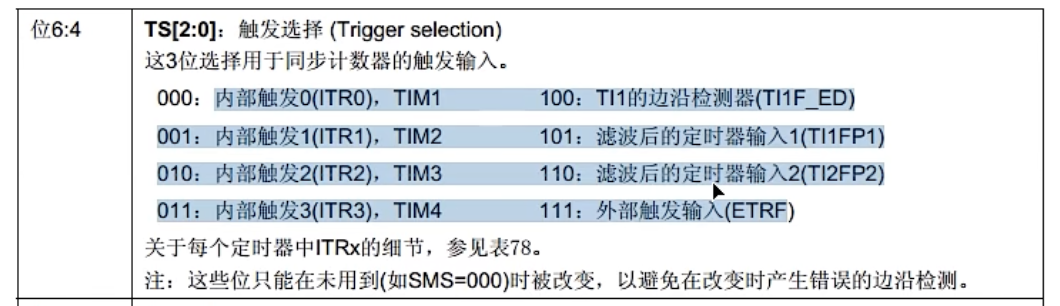 位6:4
TS[2:0]：触发选择 (Trigger selection)
这3位选择用于同步计数器的触发输入。
000：内部触发0(ITR0)，TIM1 100：TI1的边沿检测器(TI1F_ED)
001：内部触发1(ITR1)，TIM2 101：滤波后的定时器输入1(TI1FP1)
010：内部触发2(ITR2)，TIM3 110：滤波后的定时器输入2(TI2FP2)
011：内部触发3(ITR3)，TIM4 111：外部触发输入(ETRF)
关于每个定时器中ITRx的细节，参见表78。
注：这些位只能在未用到(如SMS=000)时被改变，以避免在改变时产生错误的边沿检测。